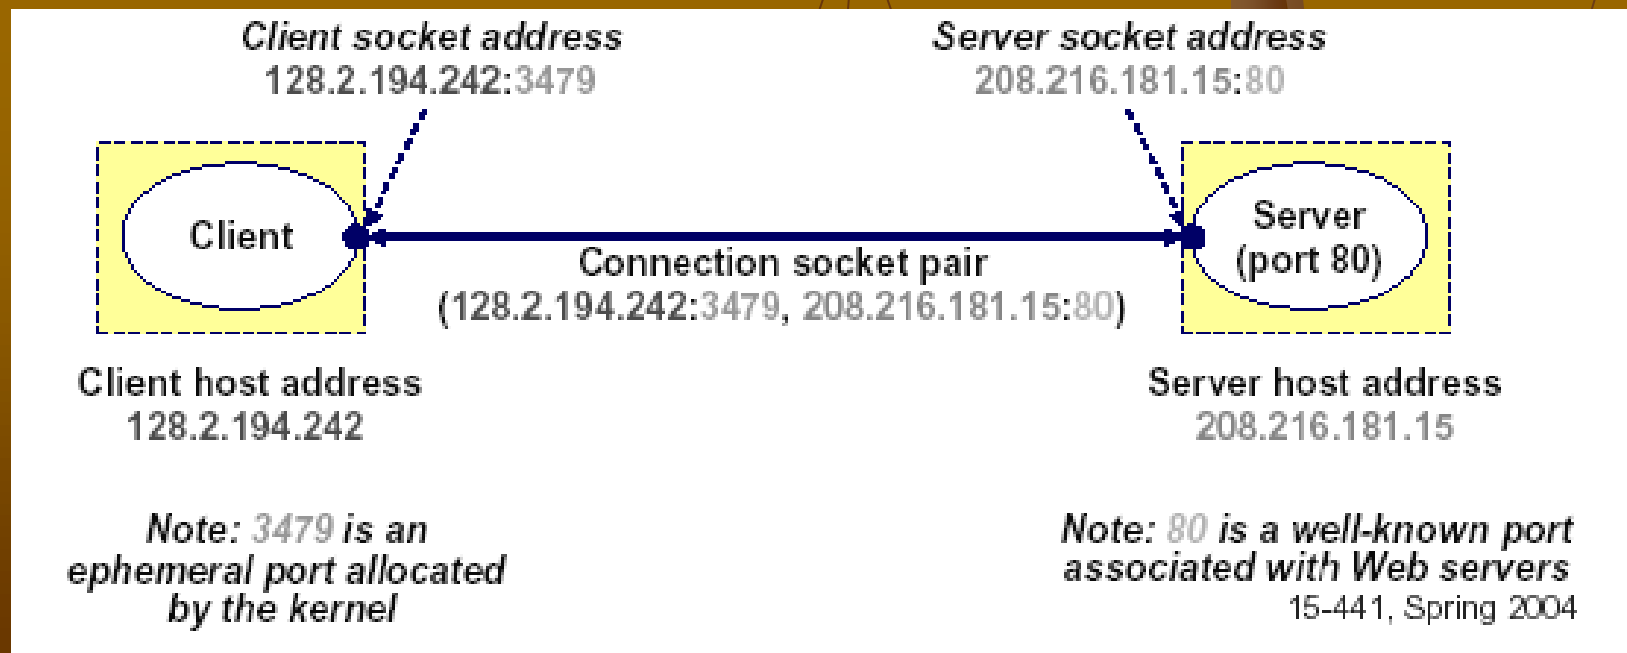 Client socket address
128.2.194.242:3479
Server socket address
208.216.181.15:80
Client
Server
(port 80)
Connection socket pair
(128.2.194.242:3479, 208.216.181.15:80)
Client host address
128.2.194.242
Server host address
208.216.181.15
Note: 3479 is an
ephemeral port allocated
by the kernel
Note: 80 is a well-known port
associated with Web servers
15-441, Spring 2004